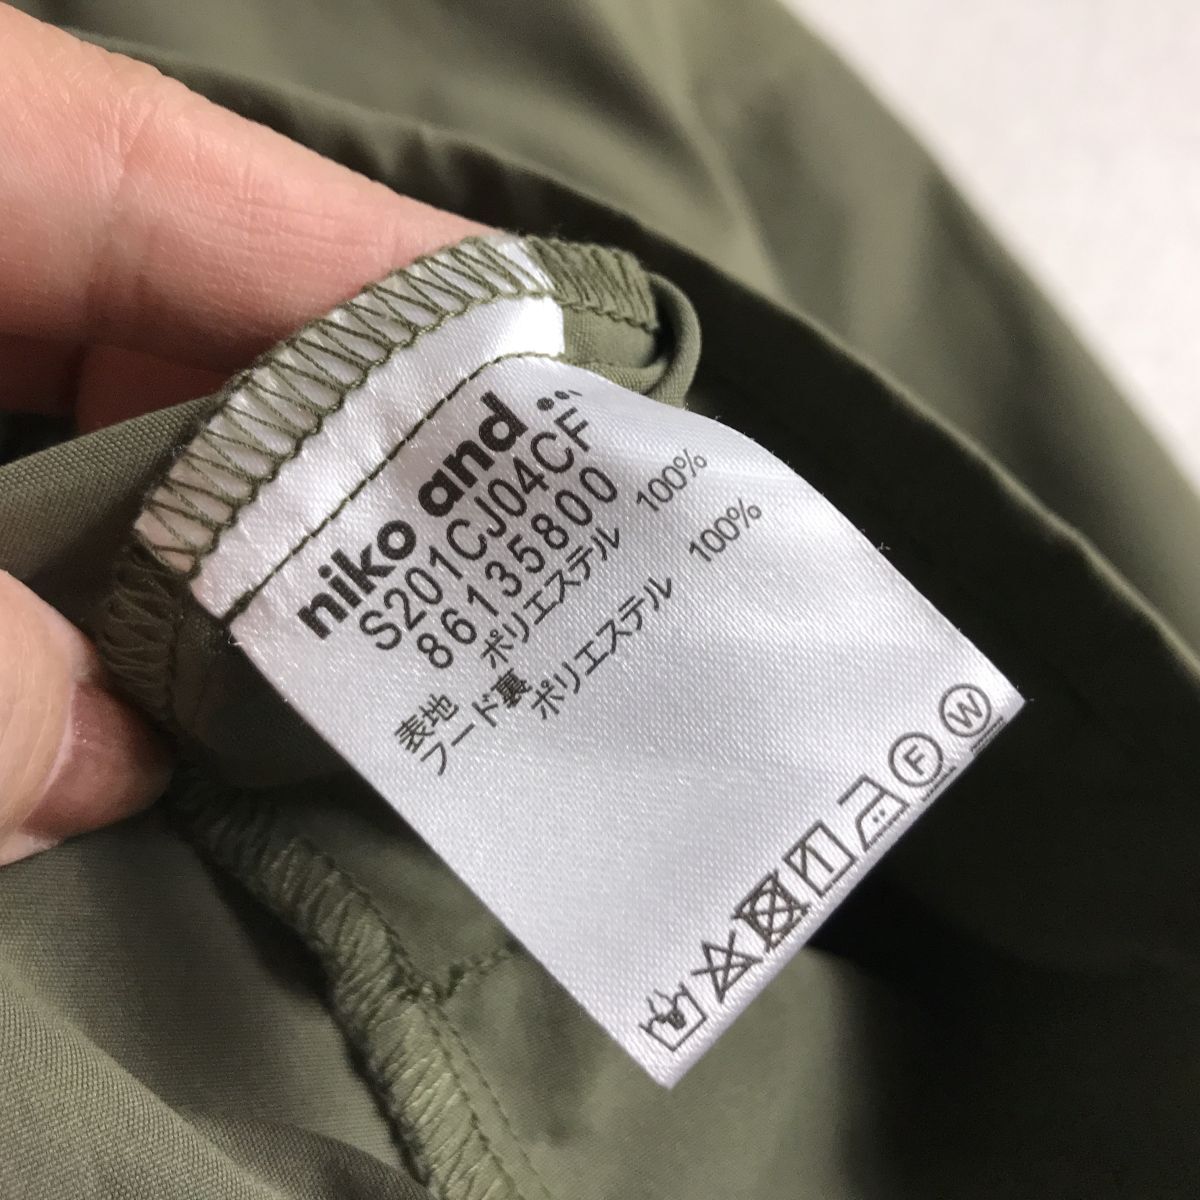 niko and ...
S201CJ04CF
86135800
表地 ポリエステル 100%
フード裏 ポリエステル 100%
F
W